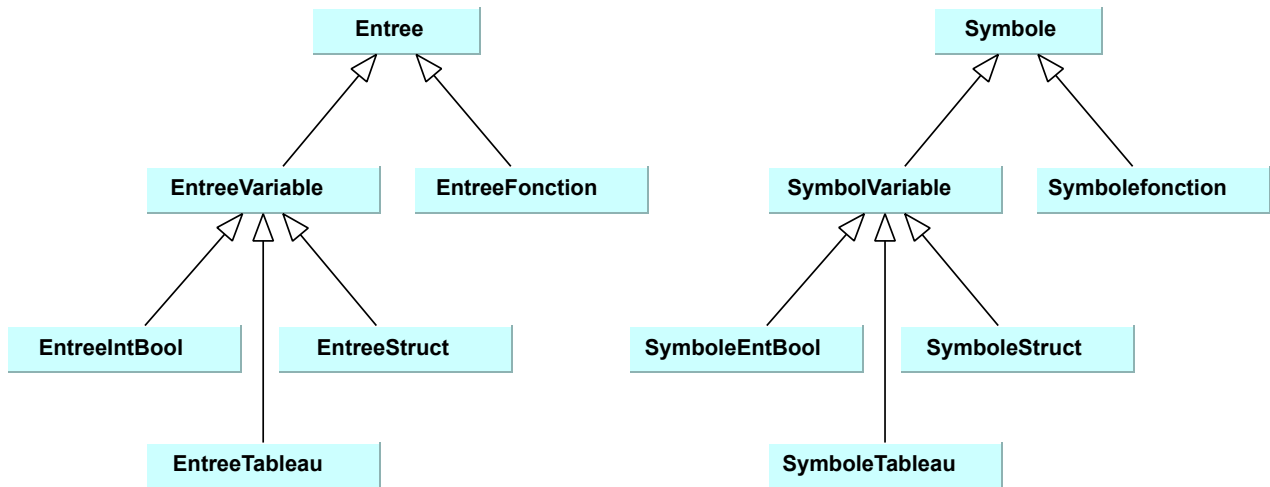 Entree
Symbole
EntreeVariable
EntreeFonction
SymbolVariable
Symbolefonction
EntreeIntBool
EntreeStruct
SymboleEntBool
SymboleStruct
EntreeTableau
SymboleTableau